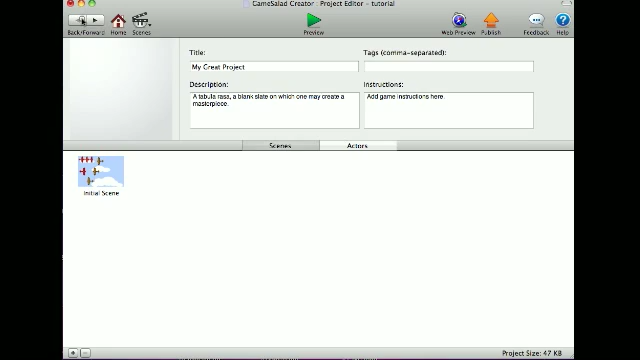 GameSalad Creator : Project Editor – tutorial
Back/Forward Home Scenes Preview Web Preview Publish Feedback Help
Title: Tags (comma-separated):
My Great Project
Description: Instructions:
A tabula rasa, a blank slate on which one may create a Add game instructions here.
masterpiece.
Scenes Actors
Initial Scene
Project Size: 47 KB